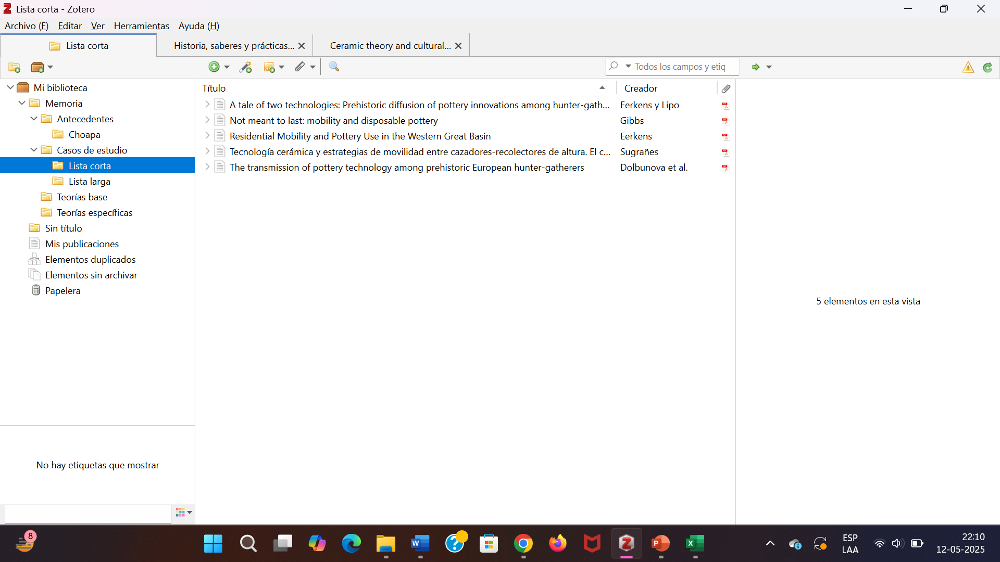 Lista corta - Zotero
Archivo (F) Editar Ver Herramientas Ayuda (H)
Lista corta
Historia, saberes y prácticas...
Ceramic theory and cultural...
Todos los campos y etiq
Mi biblioteca
Memoria
Antecedentes
Choapa
Casos de estudio
Lista corta
Lista larga
Teorías base
Teorías específicas
Sin título
Mis publicaciones
Elementos duplicados
Elementos sin archivar
Papelera
No hay etiquetas que mostrar
Título Creador
A tale of two technologies: Prehistoric diffusion of pottery innovations among hunter-gath... Eerkens y Lipo
Not meant to last: mobility and disposable pottery Gibbs
Residential Mobility and Pottery Use in the Western Great Basin Eerkens
Tecnología cerámica y estrategias de movilidad entre cazadores-recolectores de altura. El c... Sugrañes
The transmission of pottery technology among prehistoric European hunter-gatherers Dolbunova et al.
5 elementos en esta vista
8
ESP
LAA
22:10
12-05-2025